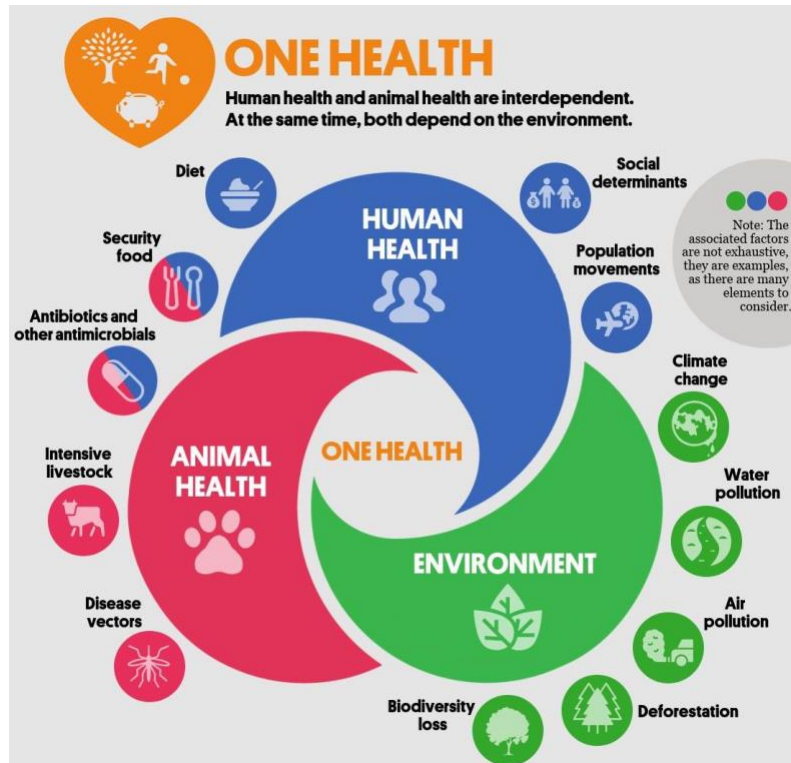 ONE HEALTH
Human health and animal health are interdependent.
At the same time, both depend on the environment.
Diet
Social
determinants
HUMAN
HEALTH
Security
food
Population
movements
Note: The
associated factors
are not exhaustive,
they are examples,
as there are many
elements to
consider.
Antibiotics and
other antimicrobials
Climate
change
ANIMAL
HEALTH
ONE HEALTH
Intensive
livestock
Water
pollution
ENVIRONMENT
Disease
vectors
Air
pollution
Biodiversity
loss
Deforestation